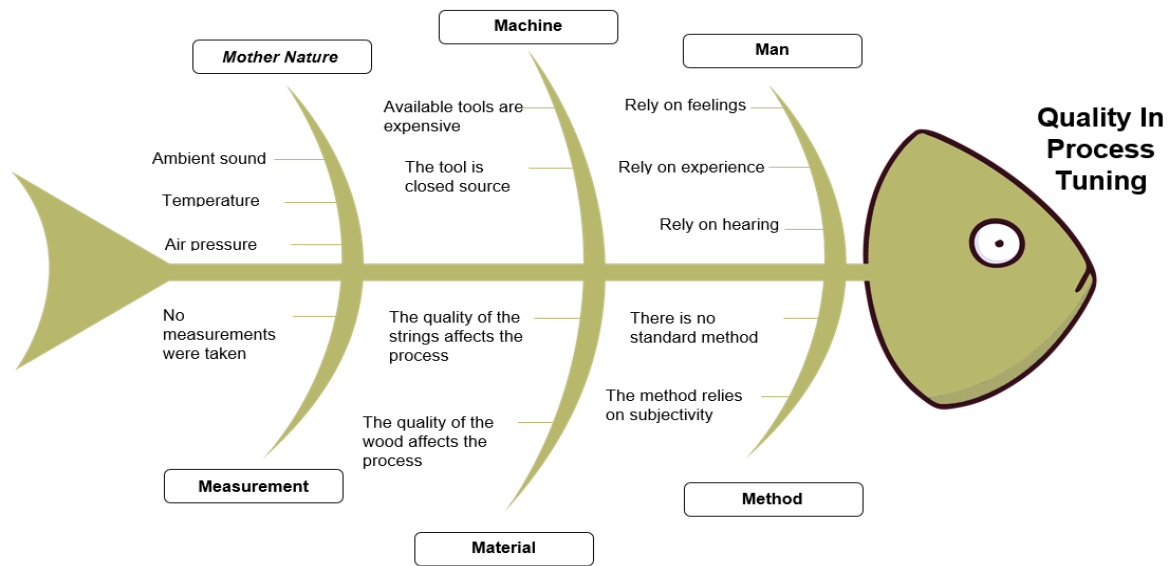 Machine
Man
Mother Nature
Available tools are
expensive
Rely on feelings
Quality In
Process
Tuning
Ambient sound
The tool is
closed source
Rely on experience
Temperature
Rely on hearing
Air pressure
No
measurements
were taken
The quality of the
strings affects the
process
There is no
standard method
The method relies
on subjectivity
The quality of the
wood affects the
process
Measurement
Method
Material